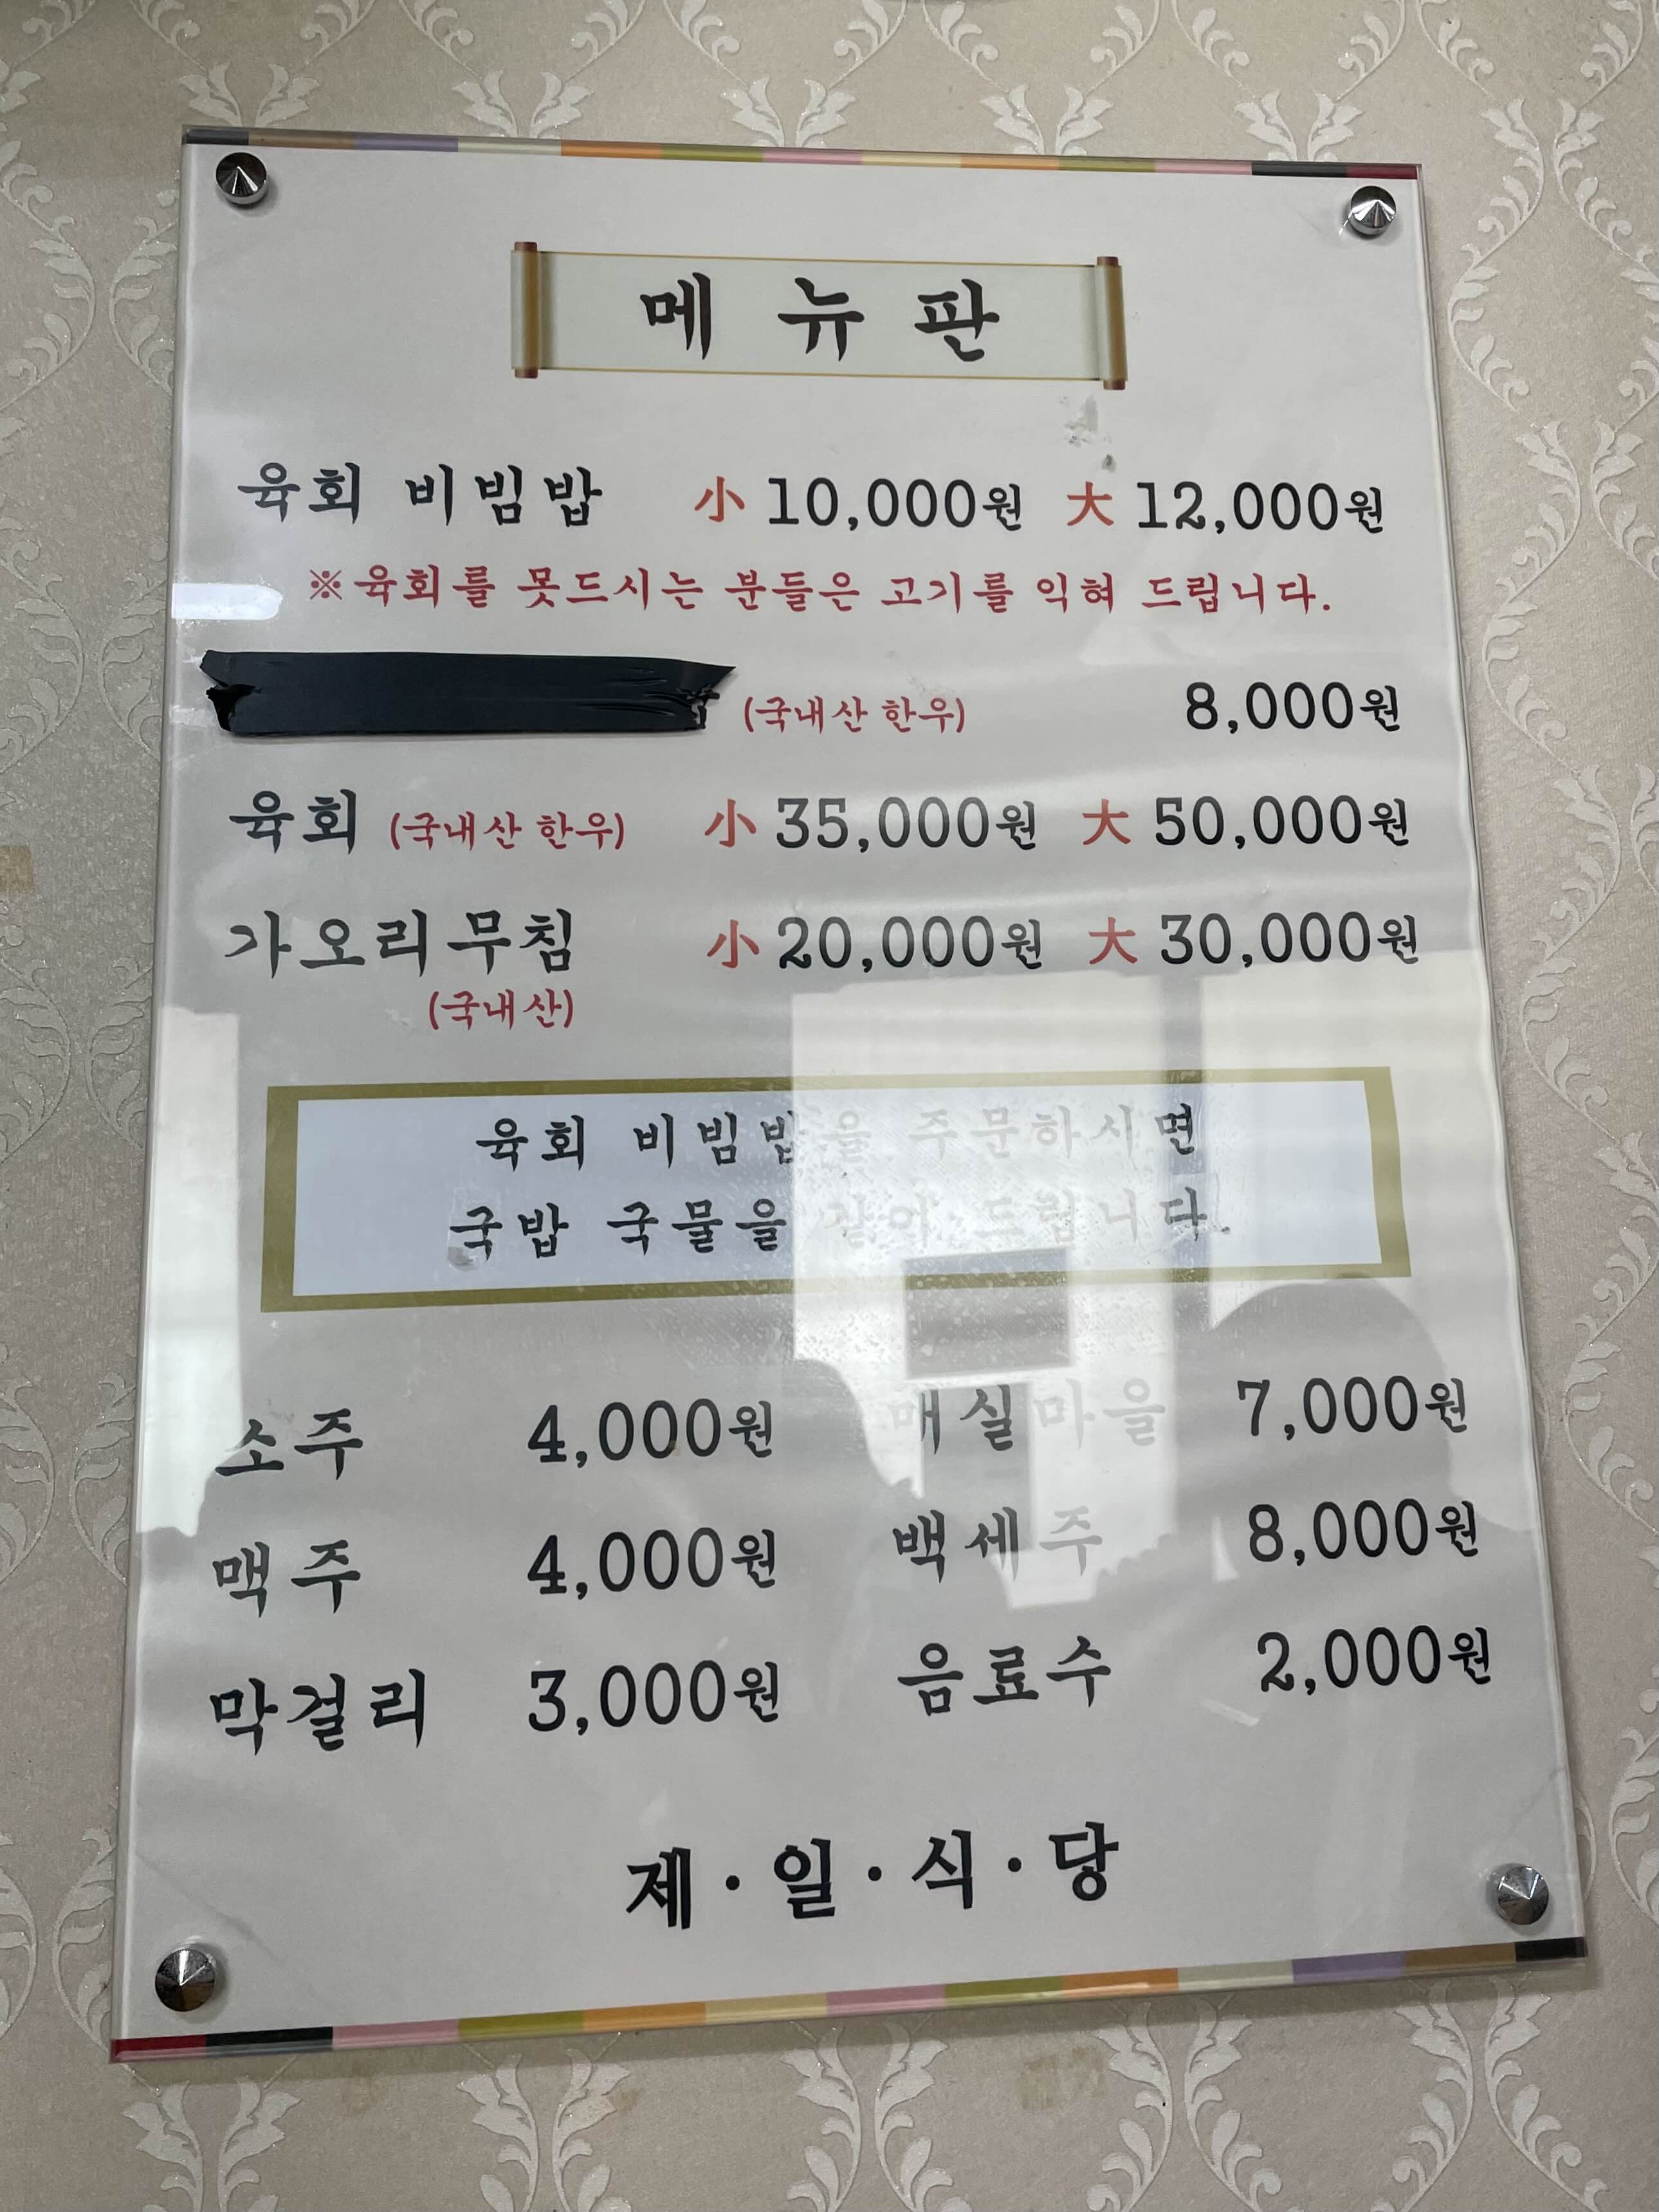 메뉴판
육회 비빔밥 小 10,000원 大 12,000원
※육회를 못드시는 분들은 고기를 익혀 드립니다.
(국내산 한우) 8,000원
육회 (국내산 한우) 小 35,000원 大 50,000원
가오리무침 小 20,000원 大 30,000원
(국내산)
육회 비빔밥을 주문하시면
국밥 국물을 같이 드립니다.
소주 4,000원 매실마을 7,000원
맥주 4,000원 백세주 8,000원
막걸리 3,000원 음료수 2,000원
제·일·식·당